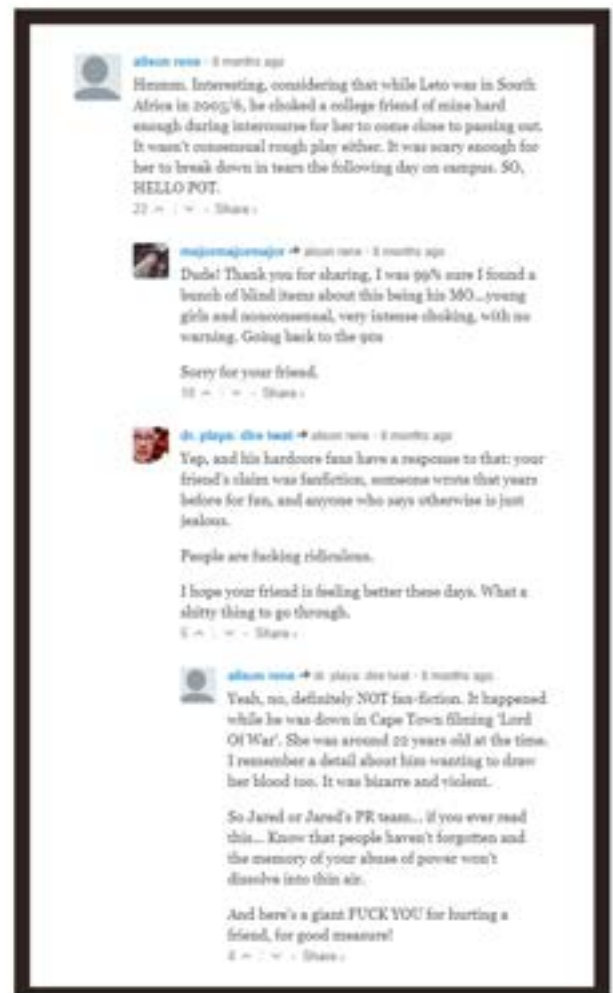 alison rene · 8 months ago
Hmmm. Interesting, considering that while Leto was in South
Africa in 2005/6, he choked a college friend of mine hard
enough during intercourse for her to come close to passing out.
It wasn't consensual rough play either. It was scary enough for
her to break down in tears the following day on campus. SO,
HELLO POT.
Share ›
majormajormajor → alison rene · 8 months ago
Dude! Thank you for sharing, I was 99% sure I found a
bunch of blind items about this being his MO...young
girls and nonconsensual, very intense choking, with no
warning. Going back to the 90s
Sorry for your friend.
Share ›
dr. playa: dire twat → alison rene · 8 months ago
Yep, and his hardcore fans have a response to that: your
friend's claim was fanfiction, someone wrote that years
before for fun, and anyone who says otherwise is just
jealous.
People are fucking ridiculous.
I hope your friend is feeling better these days. What a
shitty thing to go through.
Share ›
alison rene → dr. playa: dire twat · 8 months ago
Yeah, no, definitely NOT fan-fiction. It happened
while he was down in Cape Town filming 'Lord
Of War'. She was around 22 years old at the time.
I remember a detail about him wanting to draw
her blood too. It was bizarre and violent.
So Jared or Jared's PR team... if you ever read
this... Know that people haven't forgotten and
the memory of your abuse of power won't
dissolve into thin air.
And here's a giant FUCK YOU for hurting a
friend, for good measure!
Share ›